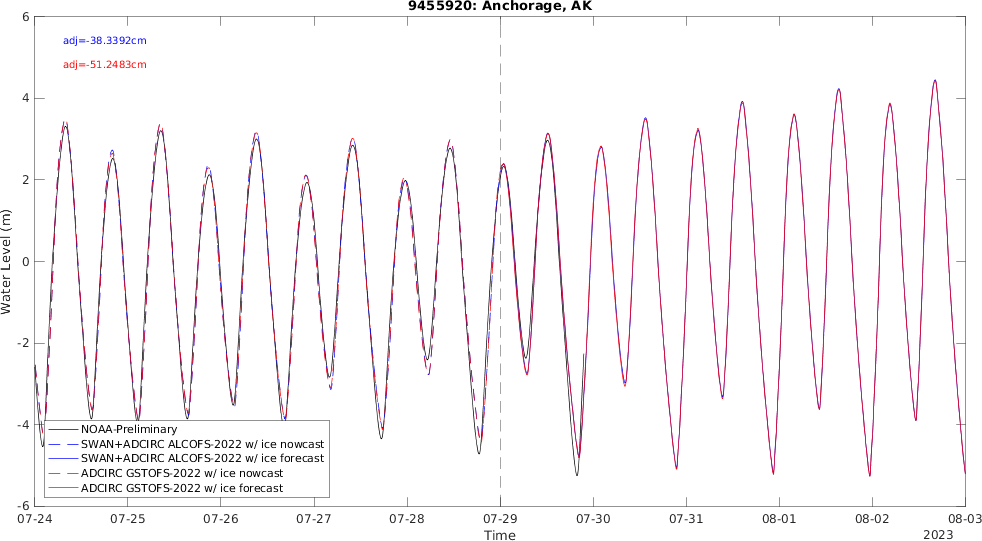 9455920: Anchorage, AK
adj=-38.3392cm
adj=-51.2483cm
6
4
2
0
-2
-4
-6
Water Level (m)
NOAA-Preliminary
SWAN+ADCIRC ALCOFS-2022 w/ ice nowcast
SWAN+ADCIRC ALCOFS-2022 w/ ice forecast
ADCIRC GSTOFS-2022 w/ ice nowcast
ADCIRC GSTOFS-2022 w/ ice forecast
07-24 07-25 07-26 07-27 07-28 07-29 07-30 07-31 08-01 08-02 08-03
Time
2023